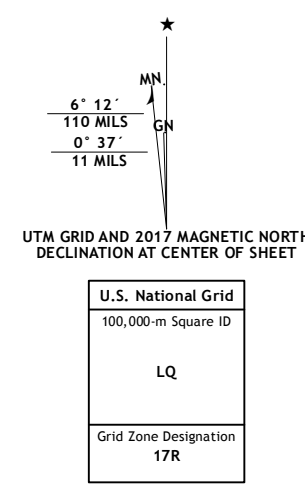 ★
MN
6° 12´
110 MILS
GN
0° 37´
11 MILS
UTM GRID AND 2017 MAGNETIC NORTH
DECLINATION AT CENTER OF SHEET
U.S. National Grid
100,000-m Square ID
LQ
Grid Zone Designation
17R